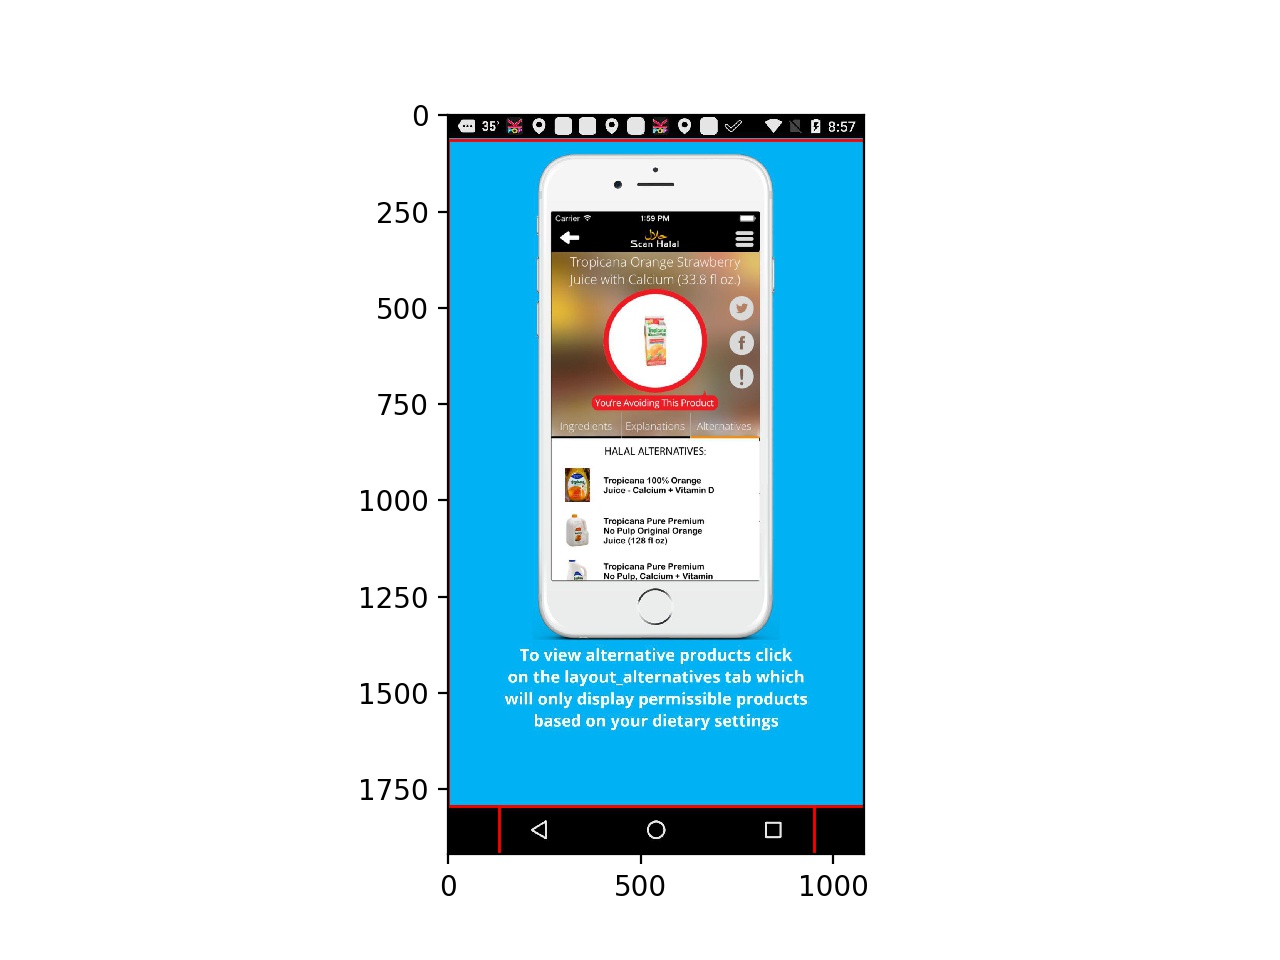 0
250
500
750
1000
1250
1500
1750
0
500
1000
35°
8:57
Carrier
1:59 PM
حلال
Scan Halal
Tropicana Orange Strawberry
Juice with Calcium (33.8 fl oz.)
You're Avoiding This Product
Ingredients
Explanations
Alternatives
HALAL ALTERNATIVES:
Tropicana 100% Orange
Juice - Calcium + Vitamin D
Tropicana Pure Premium
No Pulp Original Orange
Juice (128 fl oz)
Tropicana Pure Premium
No Pulp, Calcium + Vitamin
To view alternative products click
on the layout_alternatives tab which
will only display permissible products
based on your dietary settings